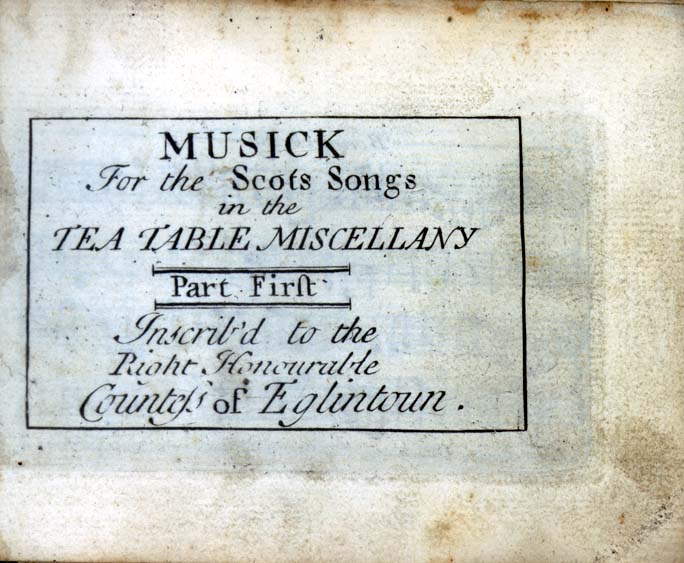 MUSICK
For the Scots Songs
in the
TEA TABLE MISCELLANY
Part Firſt
Inscrib'd to the
Right Honourable
Counteſs of Eglintoun.